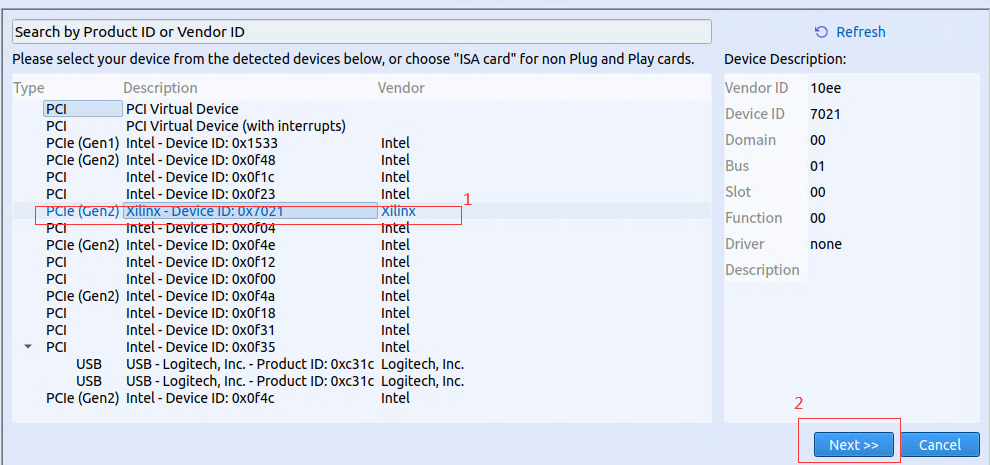 Search by Product ID or Vendor ID
Refresh
Please select your device from the detected devices below, or choose "ISA card" for non Plug and Play cards.
Device Description:
Type Description Vendor
PCI PCI Virtual Device
PCI PCI Virtual Device (with interrupts)
PCIe (Gen1) Intel - Device ID: 0x1533 Intel
PCIe (Gen2) Intel - Device ID: 0x0f48 Intel
PCI Intel - Device ID: 0x0f1c Intel
PCI Intel - Device ID: 0x0f23 Intel
1
PCIe (Gen2) Xilinx - Device ID: 0x7021 Xilinx
PCI Intel - Device ID: 0x0f04 Intel
PCIe (Gen2) Intel - Device ID: 0x0f4e Intel
PCI Intel - Device ID: 0x0f12 Intel
PCI Intel - Device ID: 0x0f00 Intel
PCIe (Gen2) Intel - Device ID: 0x0f4a Intel
PCI Intel - Device ID: 0x0f18 Intel
PCI Intel - Device ID: 0x0f31 Intel
PCI Intel - Device ID: 0x0f35 Intel
USB USB - Logitech, Inc. - Product ID: 0xc31c Logitech, Inc.
USB USB - Logitech, Inc. - Product ID: 0xc31c Logitech, Inc.
PCIe (Gen2) Intel - Device ID: 0x0f4c Intel
Vendor ID 10ee
Device ID 7021
Domain 00
Bus 01
Slot 00
Function 00
Driver none
Description
2
Next >> Cancel